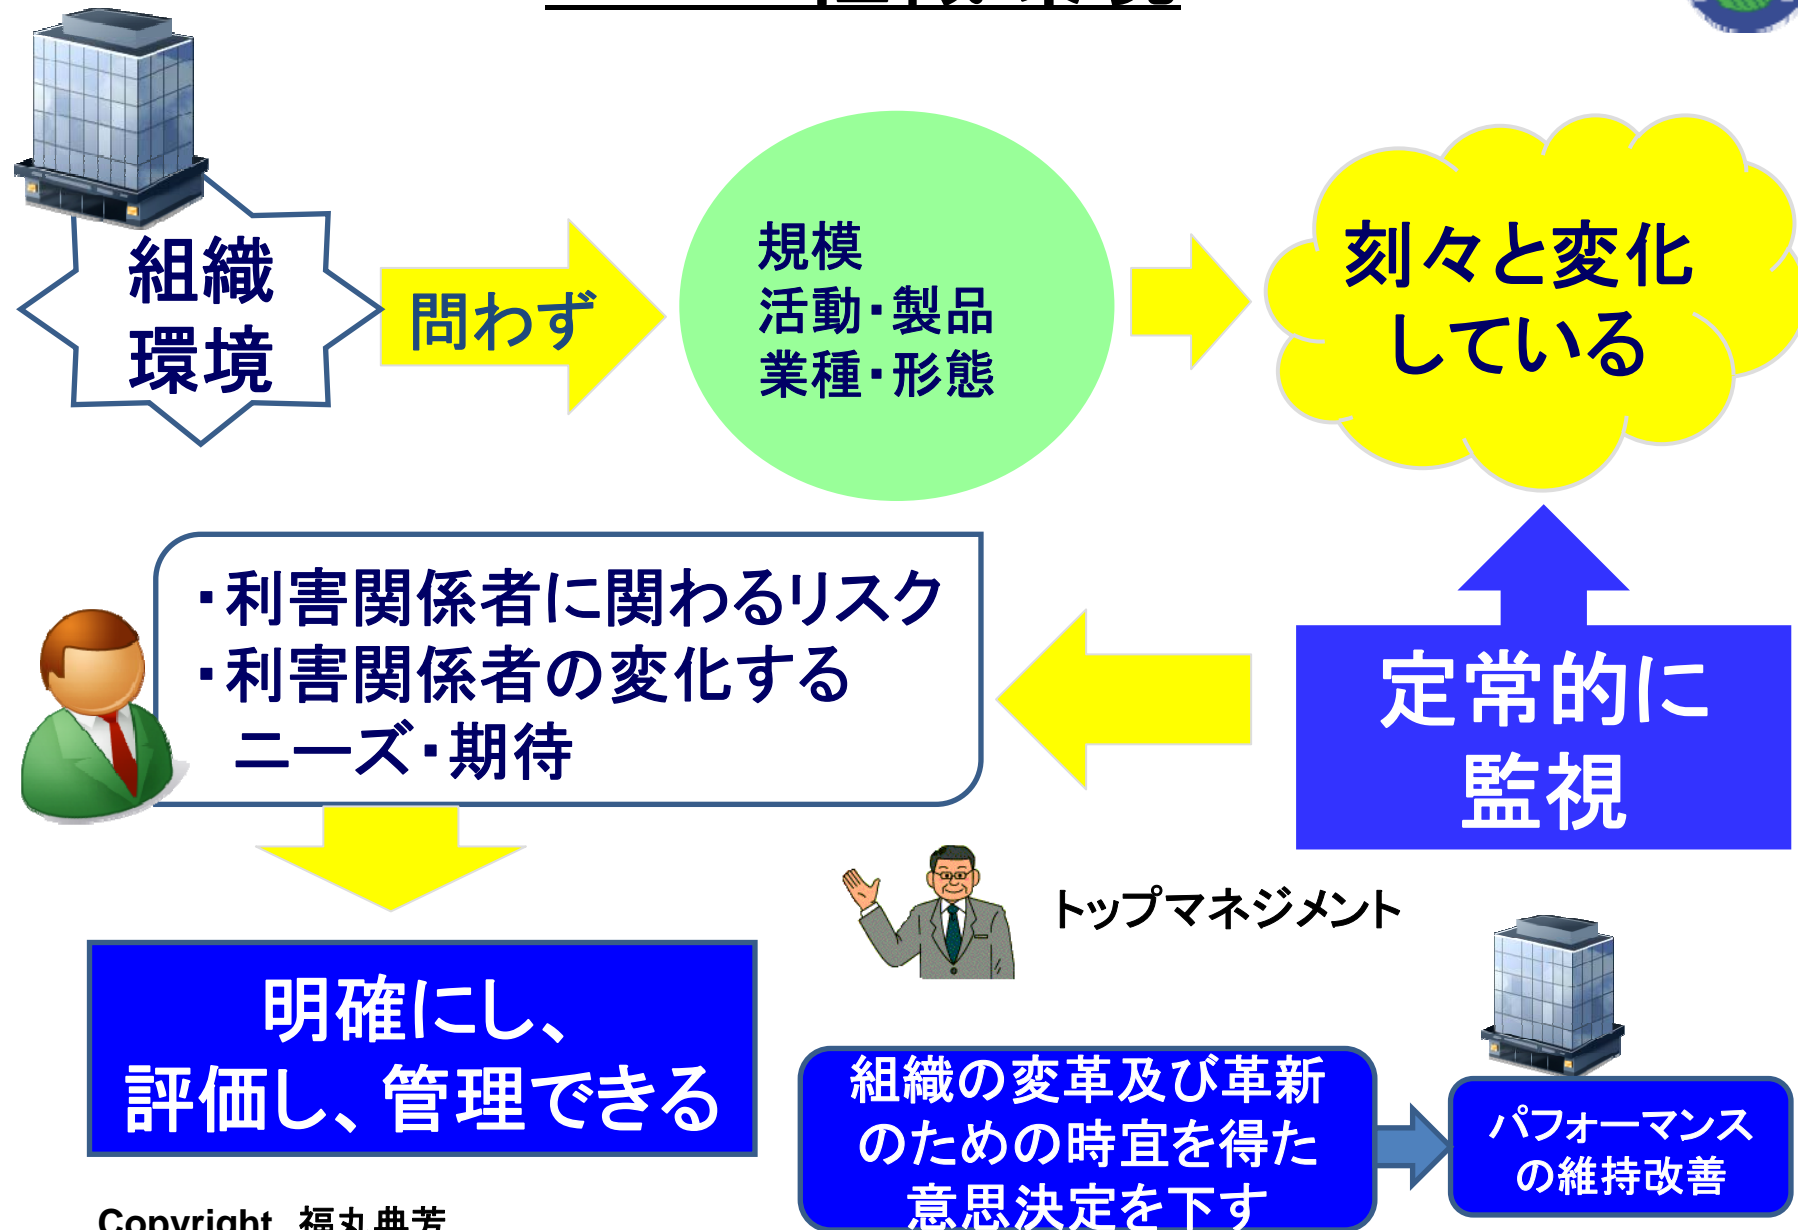 組織
環境
問わず
規模
活動・製品
業種・形態
刻々と変化
している
・利害関係者に関わるリスク
・利害関係者の変化する
ニーズ・期待
定常的に
監視
トップマネジメント
明確にし、
評価し、管理できる
組織の変革及び革新
のための時宜を得た
意思決定を下す
パフォーマンス
の維持改善
Copyright 福丸典芳